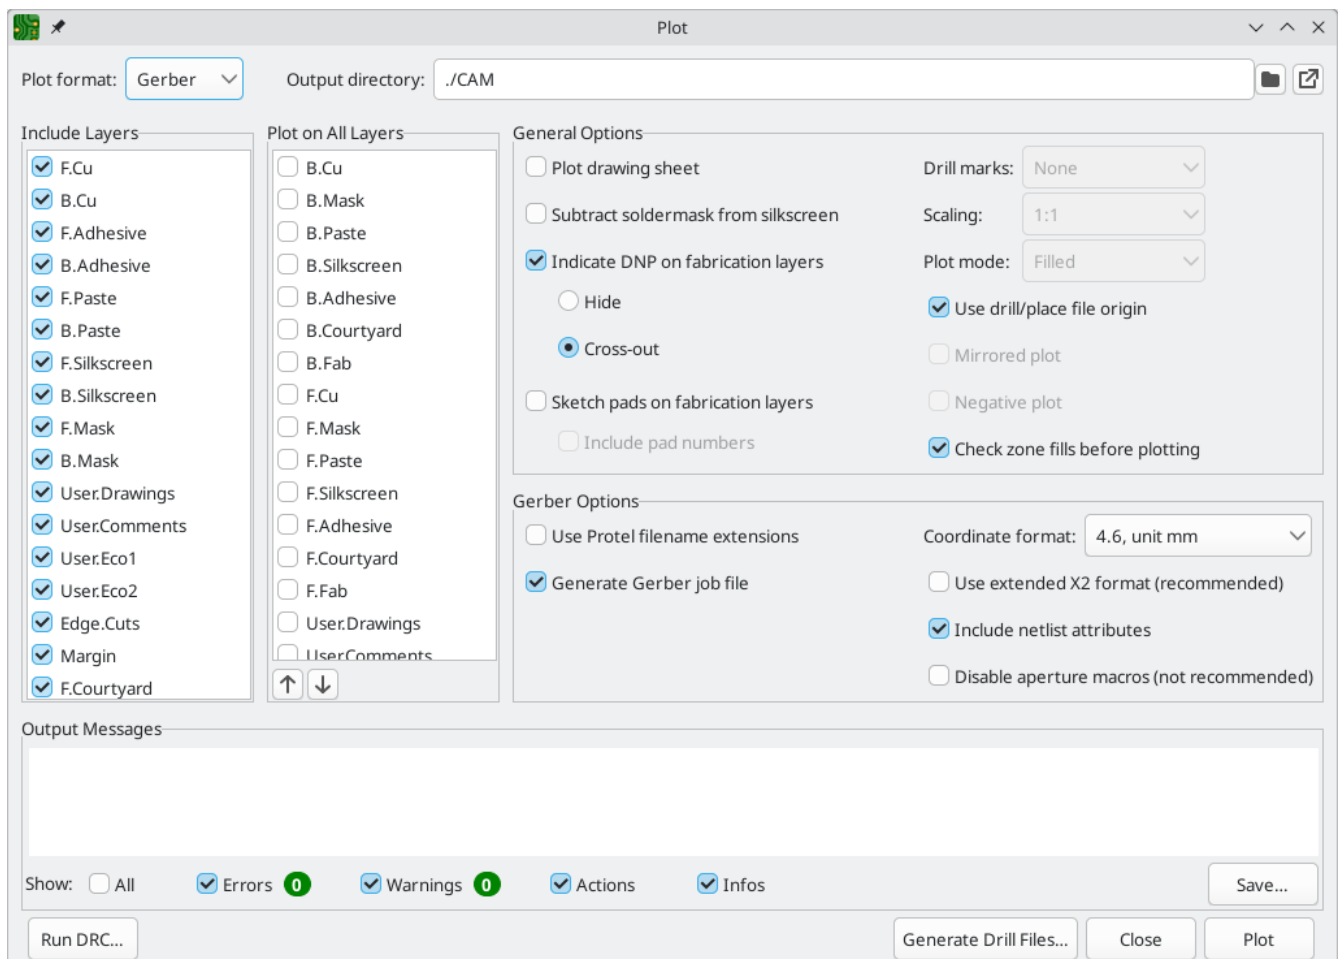 Plot
Plot format: Gerber Output directory: ./CAM
Include Layers
F.Cu
B.Cu
F.Adhesive
B.Adhesive
F.Paste
B.Paste
F.Silkscreen
B.Silkscreen
F.Mask
B.Mask
User.Drawings
User.Comments
User.Eco1
User.Eco2
Edge.Cuts
Margin
F.Courtyard
Plot on All Layers
B.Cu
B.Mask
B.Paste
B.Silkscreen
B.Adhesive
B.Courtyard
B.Fab
F.Cu
F.Mask
F.Paste
F.Silkscreen
F.Adhesive
F.Courtyard
F.Fab
User.Drawings
User.Comments
General Options
Plot drawing sheet
Subtract soldermask from silkscreen
Indicate DNP on fabrication layers
Hide
Cross-out
Sketch pads on fabrication layers
Include pad numbers
Drill marks: None
Scaling: 1:1
Plot mode: Filled
Use drill/place file origin
Mirrored plot
Negative plot
Check zone fills before plotting
Gerber Options
Use Protel filename extensions
Generate Gerber job file
Coordinate format: 4.6, unit mm
Use extended X2 format (recommended)
Include netlist attributes
Disable aperture macros (not recommended)
Output Messages
Show: All Errors 0 Warnings 0 Actions Infos Save...
Run DRC... Generate Drill Files... Close Plot